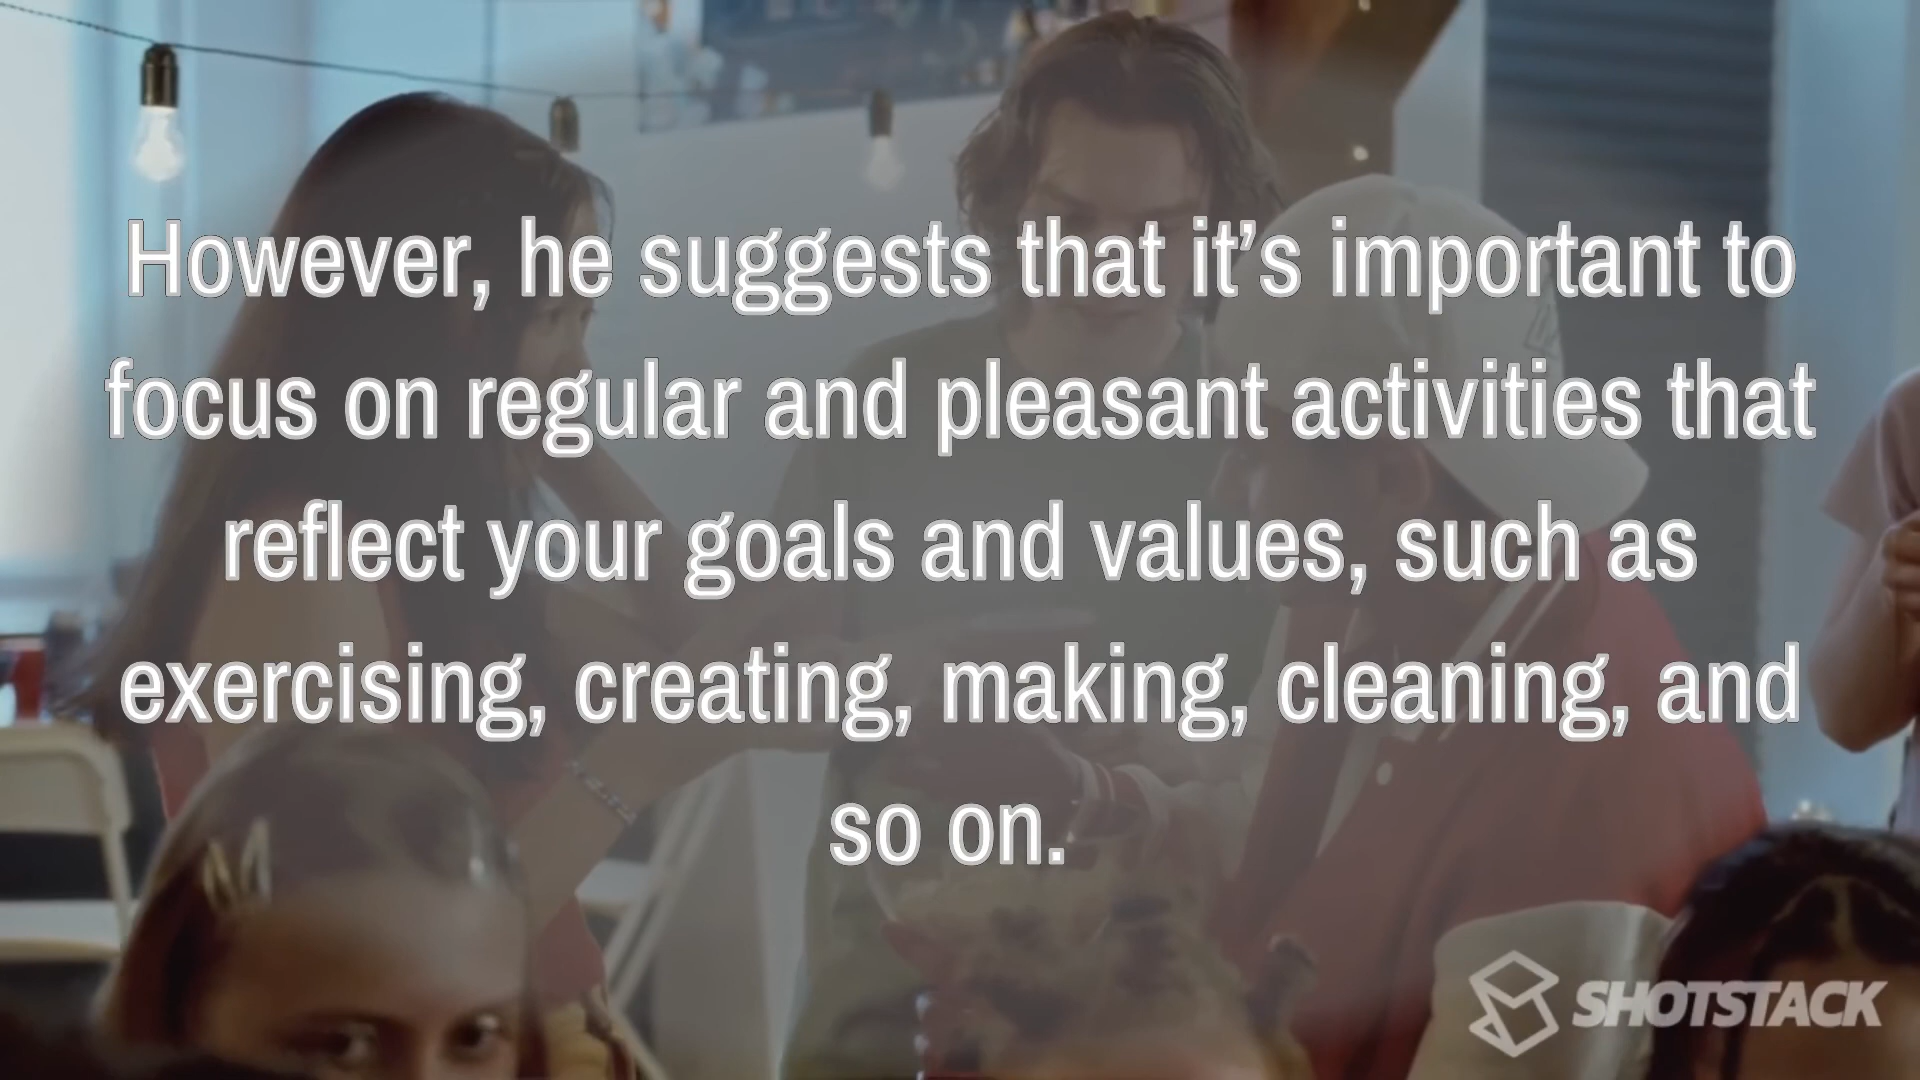 However, he suggests that it’s important to
focus on regular and pleasant activities that
reflect your goals and values, such as
exercising, creating, making, cleaning, and
so on.
SHOTSTACK